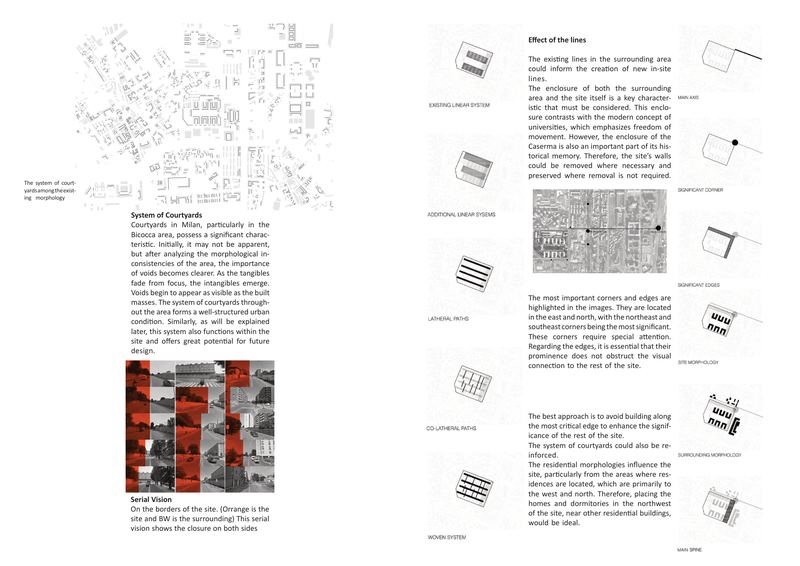 The system of court-
yards among the exist-
ing morphology
System of Courtyards
Courtyards in Milan, particularly in the
Bicocca area, possess a significant charac-
teristic. Initially, it may not be apparent,
but after analyzing the morphological in-
consistencies of the area, the importance
of voids becomes clearer. As the tangibles
fade from focus, the intangibles emerge.
Voids begin to appear as visible as the built
masses. The system of courtyards through-
out the area forms a well-structured urban
condition. Similarly, as will be explained
later, this system also functions within the
site and offers great potential for future
design.
Serial Vision
On the borders of the site. (Orrange is the
site and BW is the surrounding) This serial
vision shows the closure on both sides
EXISTING LINEAR SYSTEM
ADDITIONAL LINEAR SYSEMS
LATHERAL PATHS
CO-LATHERAL PATHS
WOVEN SYSTEM
Effect of the lines
The existing lines in the surrounding area
could inform the creation of new in-site
lines.
The enclosure of both the surrounding
area and the site itself is a key character-
istic that must be considered. This enclo-
sure contrasts with the modern concept of
universities, which emphasizes freedom of
movement. However, the enclosure of the
Caserma is also an important part of its his-
torical memory. Therefore, the site's walls
could be removed where necessary and
preserved where removal is not required.
The most important corners and edges are
highlighted in the images. They are located
in the east and north, with the northeast and
southeast corners being the most significant.
These corners require special attention.
Regarding the edges, it is essential that their
prominence does not obstruct the visual
connection to the rest of the site.
The best approach is to avoid building along
the most critical edge to enhance the signif-
icance of the rest of the site.
The system of courtyards could also be re-
inforced.
The residential morphologies influence the
site, particularly from the areas where res-
idences are located, which are primarily to
the west and north. Therefore, placing the
homes and dormitories in the northwest
of the site, near other residential buildings,
would be ideal.
MAIN AXIS
SIGNIFICANT CORNER
SIGNIFICANT EDGES
SITE MORPHOLOGY
SURROUNDING MORPHOLOGY
MAIN SPINE